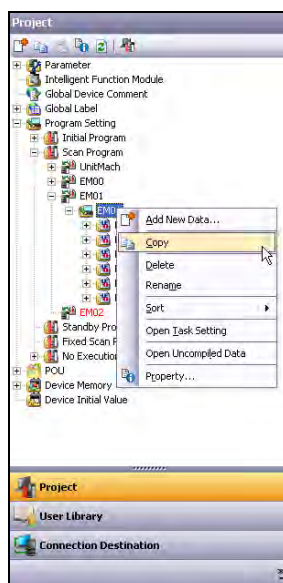 Project
Parameter
Intelligent Function Module
Global Device Comment
Global Label
Program Setting
Initial Program
Scan Program
UnitMach
EM00
EM01
Add New Data...
Copy
Delete
Rename
Sort
Open Task Setting
EM02
Standby Pro
Open Uncompiled Data
Fixed Scan
No Execution
Property...
POU
Device Memory
Device Initial Value
Project
User Library
Connection Destination